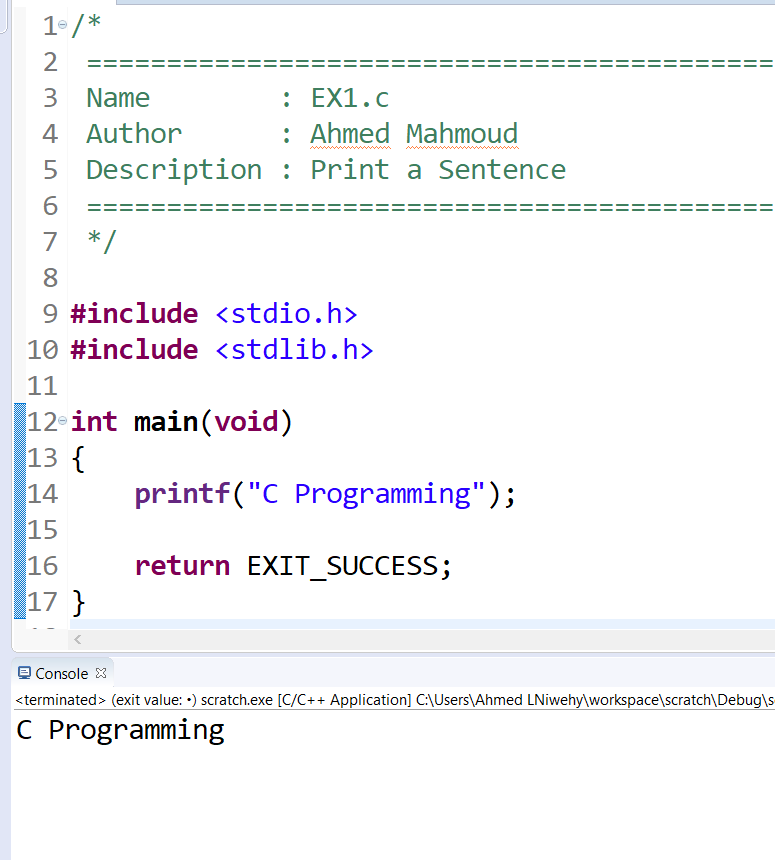 1 /*
2 ===========================================
3 Name        : EX1.c
4 Author      : Ahmed Mahmoud
5 Description : Print a Sentence
6 ===========================================
7 */
8
9 #include <stdio.h>
10 #include <stdlib.h>
11
12 int main(void)
13 {
14     printf("C Programming");
15
16     return EXIT_SUCCESS;
17 }
Console
<terminated> (exit value: •) scratch.exe [C/C++ Application] C:\Users\Ahmed LNiwehy\workspace\scratch\Debug\s
C Programming